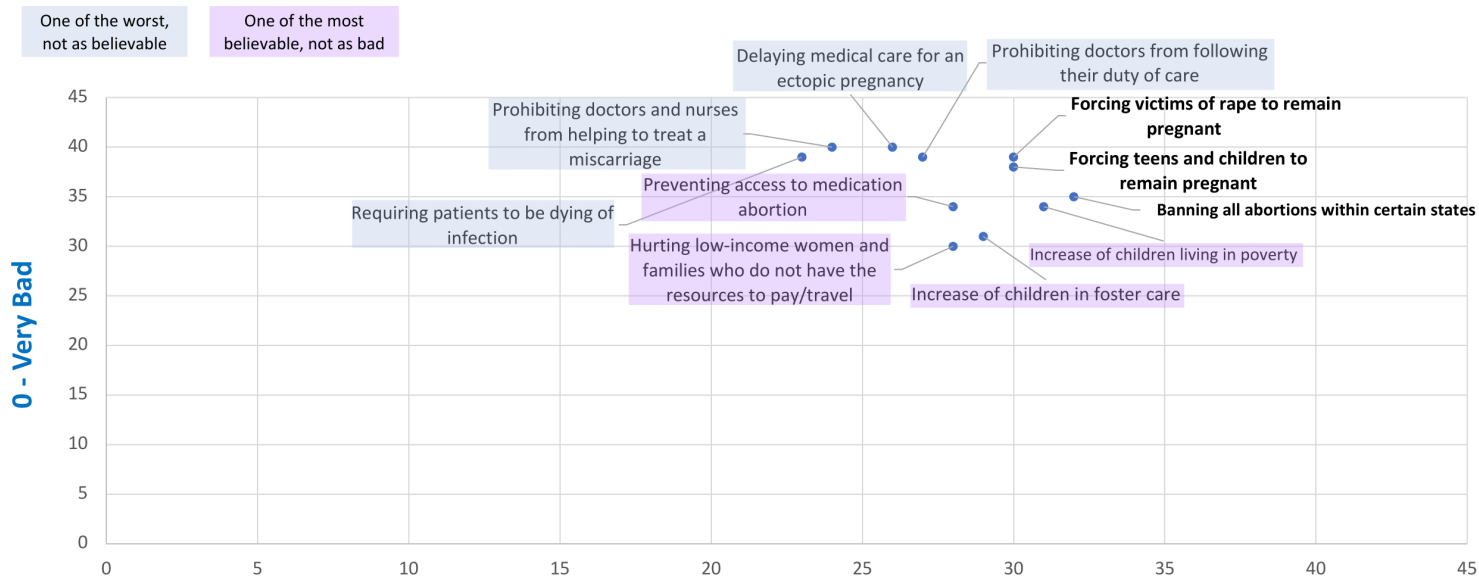 One of the worst,
not as believable
One of the most
believable, not as bad
Delaying medical care for an
ectopic pregnancy
Prohibiting doctors from following
their duty of care
Prohibiting doctors and nurses
from helping to treat a
miscarriage
Forcing victims of rape to remain
pregnant
Forcing teens and children to
remain pregnant
Preventing access to medication
abortion
Banning all abortions within certain states
Requiring patients to be dying of
infection
Hurting low-income women and
families who do not have the
resources to pay/travel
Increase of children living in poverty
Increase of children in foster care
0 - Very Bad
45
40
35
30
25
20
15
10
5
0
0 5 10 15 20 25 30 35 40 45